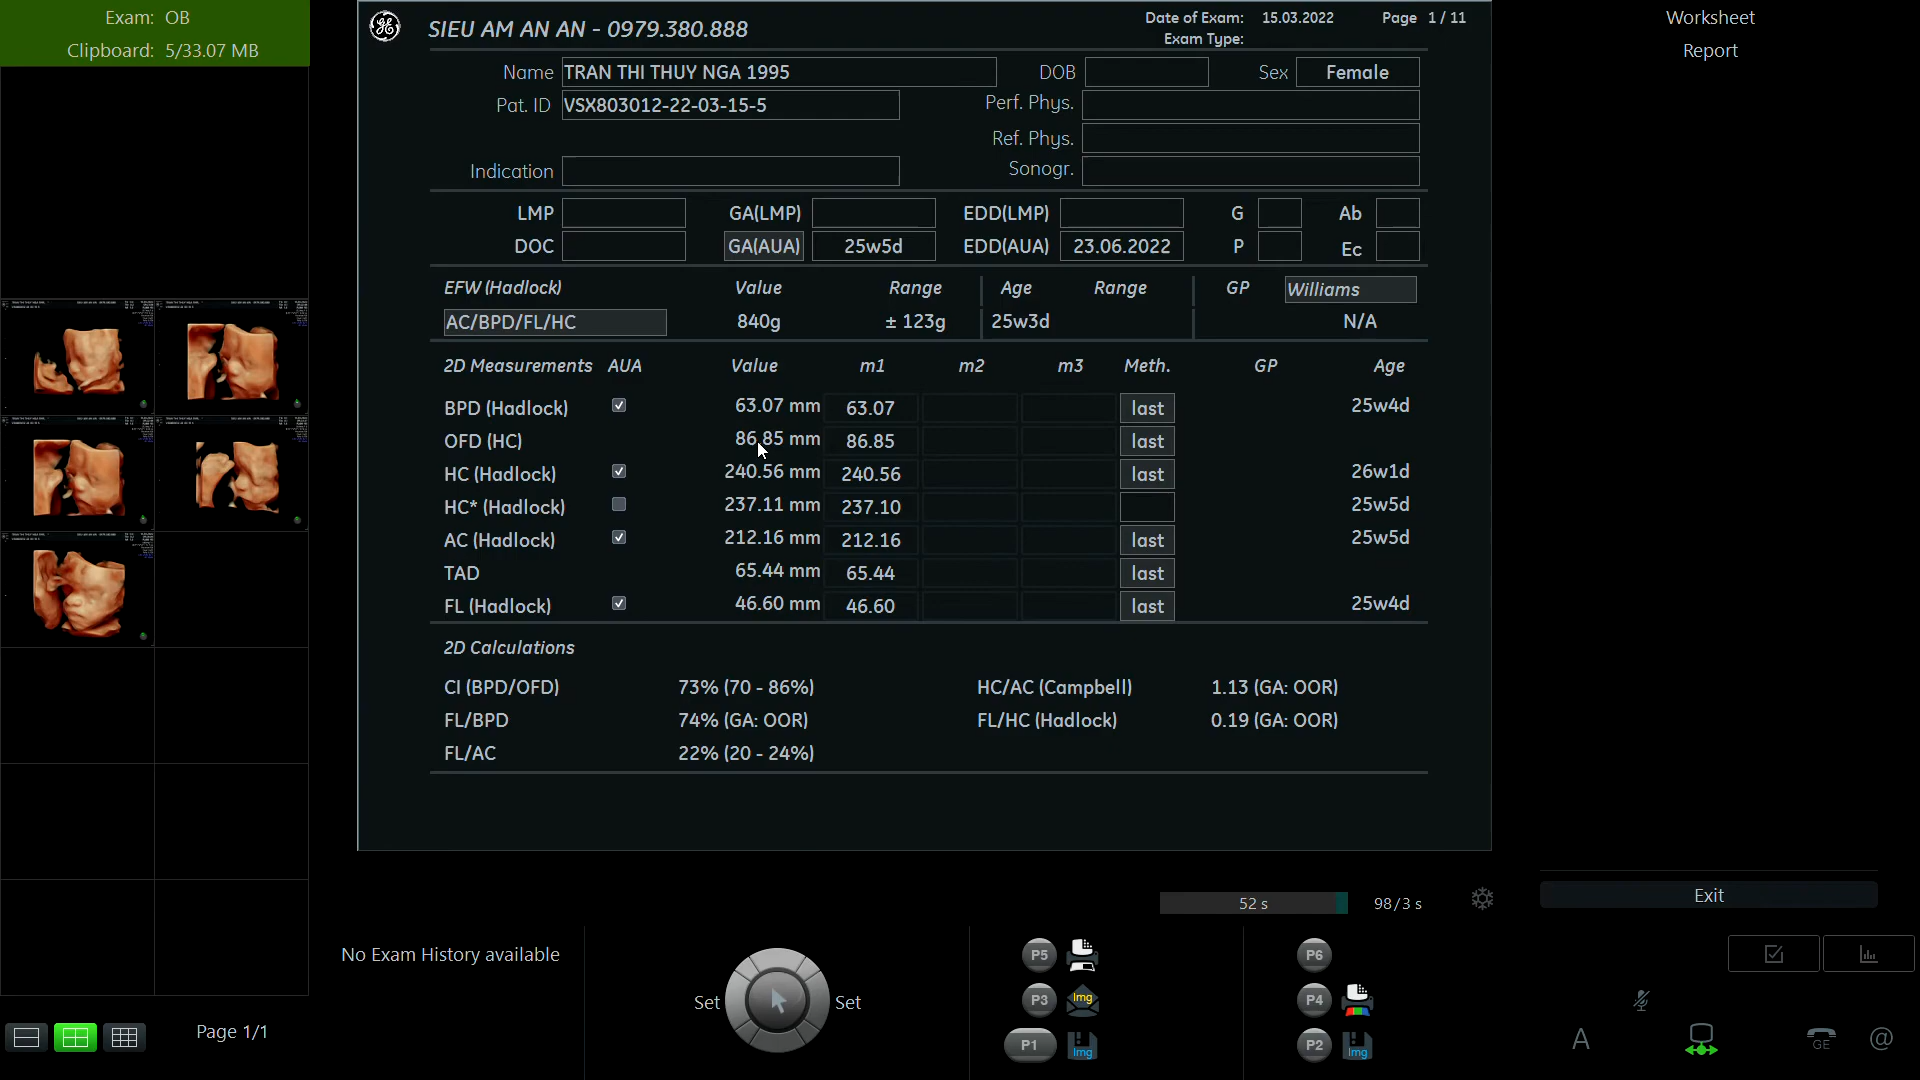 Exam: OB
Clipboard: 5/33.07 MB
SIEU AM AN AN - 0979.380.888
Date of Exam: 15.03.2022 Page 1 / 11
Exam Type:
Worksheet
Report
Name TRAN THI THUY NGA 1995 DOB Sex Female
Pat. ID VSX803012-22-03-15-5 Perf. Phys.
Ref. Phys.
Indication Sonogr.
LMP GA(LMP) EDD(LMP) G Ab
DOC GA(AUA) 25w5d EDD(AUA) 23.06.2022 P Ec
EFW (Hadlock) Value Range Age Range GP Williams
AC/BPD/FL/HC 840g ± 123g 25w3d N/A
2D Measurements AUA Value m1 m2 m3 Meth. GP Age
BPD (Hadlock) 63.07 mm 63.07 last 25w4d
OFD (HC) 86.85 mm 86.85 last
HC (Hadlock) 240.56 mm 240.56 last 26w1d
HC* (Hadlock) 237.11 mm 237.10 25w5d
AC (Hadlock) 212.16 mm 212.16 last 25w5d
TAD 65.44 mm 65.44 last
FL (Hadlock) 46.60 mm 46.60 last 25w4d
2D Calculations
CI (BPD/OFD) 73% (70 - 86%) HC/AC (Campbell) 1.13 (GA: OOR)
FL/BPD 74% (GA: OOR) FL/HC (Hadlock) 0.19 (GA: OOR)
FL/AC 22% (20 - 24%)
52 s 98/3 s
Exit
No Exam History available
Set Set
P5 P6
P3 Img P4
P1 Img P2 Img
Page 1/1
A GE @